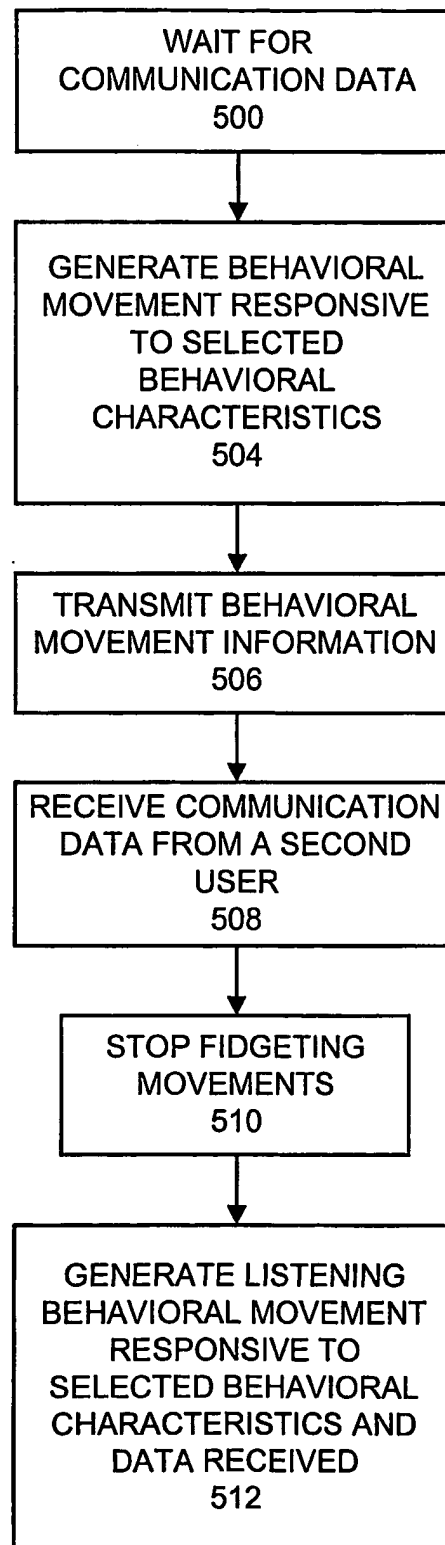 WAIT FOR
COMMUNICATION DATA
500
GENERATE BEHAVIORAL
MOVEMENT RESPONSIVE
TO SELECTED
BEHAVIORAL
CHARACTERISTICS
504
TRANSMIT BEHAVIORAL
MOVEMENT INFORMATION
506
RECEIVE COMMUNICATION
DATA FROM A SECOND
USER
508
STOP FIDGETING
MOVEMENTS
510
GENERATE LISTENING
BEHAVIORAL MOVEMENT
RESPONSIVE TO
SELECTED BEHAVIORAL
CHARACTERISTICS AND
DATA RECEIVED
512